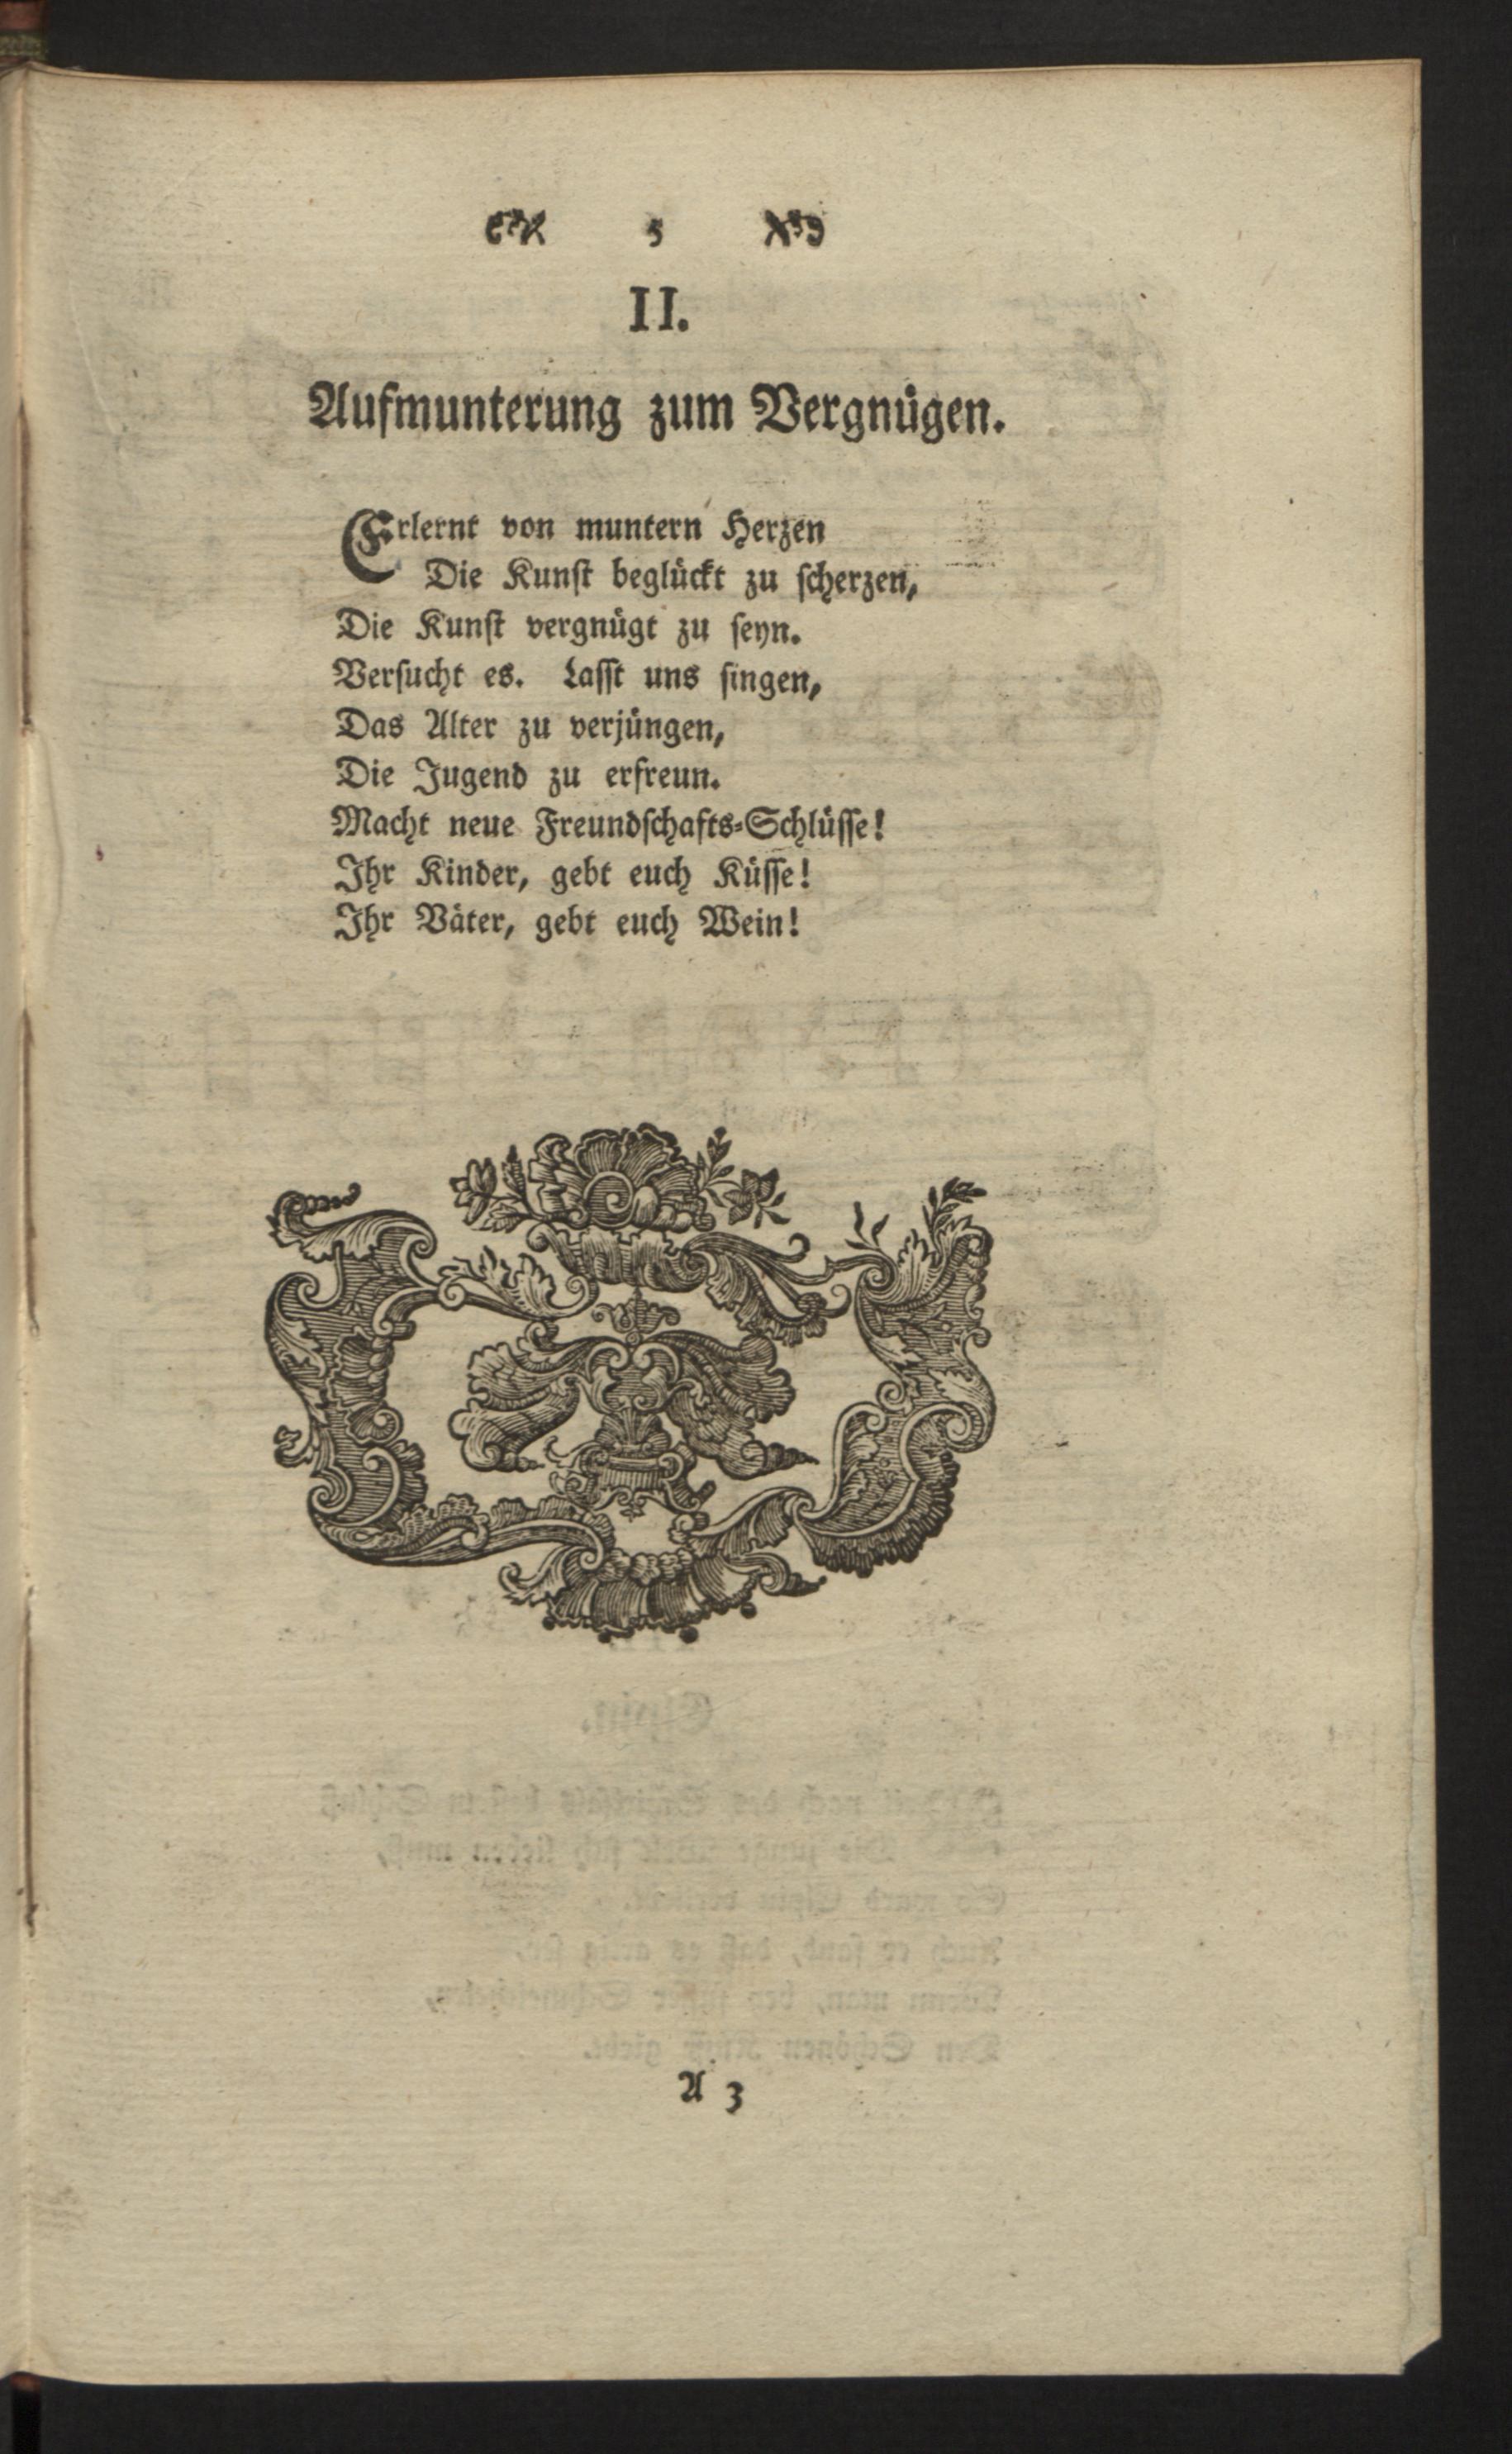 5
II.
Aufmunterung zum Vergnügen.
Erlernt von muntern Herzen
Die Kunst beglückt zu scherzen,
Die Kunst vergnügt zu seyn.
Versucht es. Lasst uns singen,
Das Alter zu verjüngen,
Die Jugend zu erfreun.
Macht neue Freundschafts-Schlüsse!
Ihr Kinder, gebt euch Küsse!
Ihr Väter, gebt euch Wein!
A 3